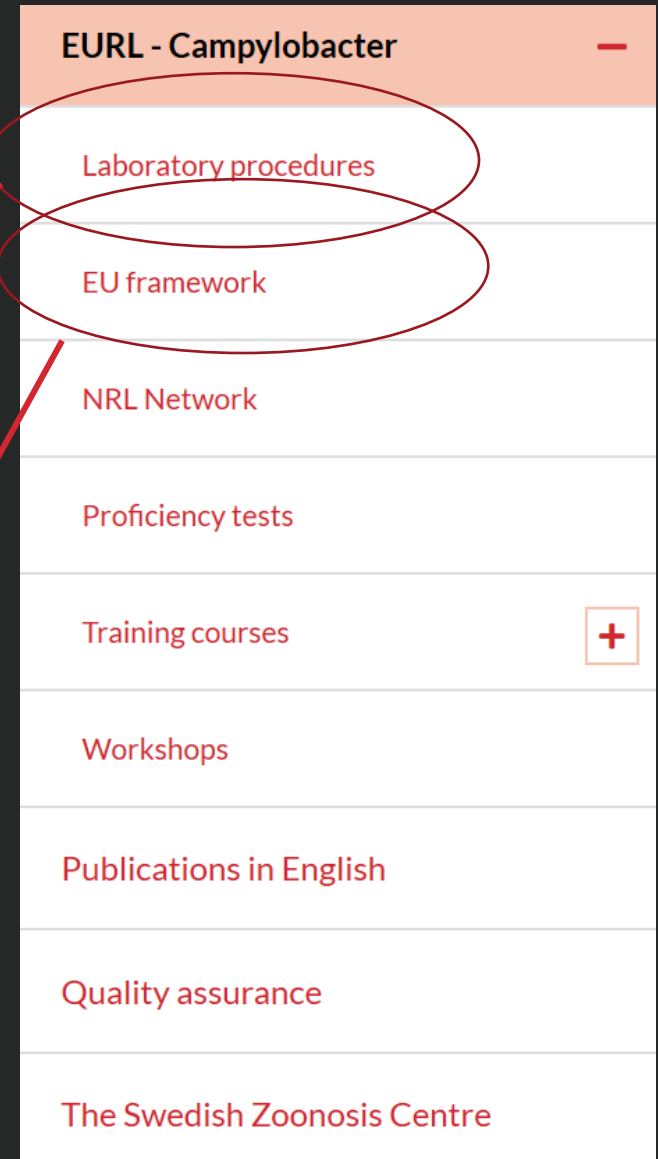 EURL - Campylobacter
Laboratory procedures
EU framework
NRL Network
Proficiency tests
Training courses
Workshops
Publications in English
Quality assurance
The Swedish Zoonosis Centre